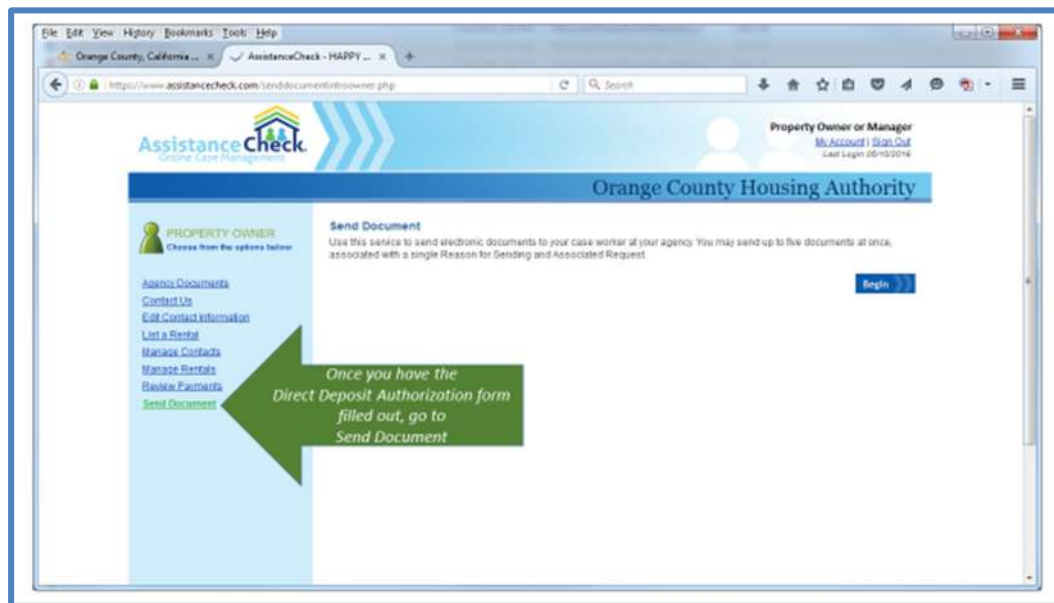 File Edit View History Bookmarks Tools Help
Orange County, California ... × AssistanceCheck - HAPPY ... × +
https://www.assistancecheck.com/senddocumentintroowner.php Search
AssistanceCheck.
Online Case Management
Property Owner or Manager
My Account | Sign Out
Last Login
Orange County Housing Authority
PROPERTY OWNER
Choose from the options below
Send Document
Use this service to send electronic documents to your case worker at your agency. You may send up to five documents at once,
associated with a single Reason for Sending and Associated Request.
Begin
Agency Documents
Contact Us
Edit Contact Information
List a Rental
Manage Contacts
Manage Rentals
Review Payments
Send Document
Once you have the
Direct Deposit Authorization form
filled out, go to
Send Document